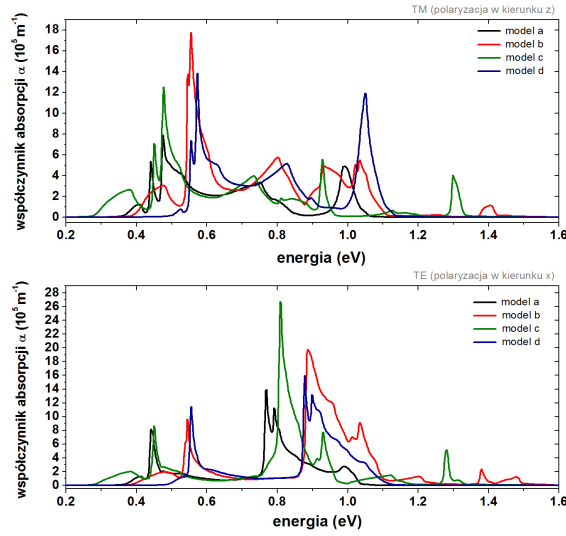 TM (polaryzacja w kierunku z)
współczynnik absorpcji α (10⁵ m⁻¹)
18
16
14
12
10
8
6
4
2
0
model a
model b
model c
model d
0.2 0.4 0.6 0.8 1.0 1.2 1.4 1.6
energia (eV)
TE (polaryzacja w kierunku x)
współczynnik absorpcji α (10⁵ m⁻¹)
28
26
24
22
20
18
16
14
12
10
8
6
4
2
0
model a
model b
model c
model d
0.2 0.4 0.6 0.8 1.0 1.2 1.4 1.6
energia (eV)